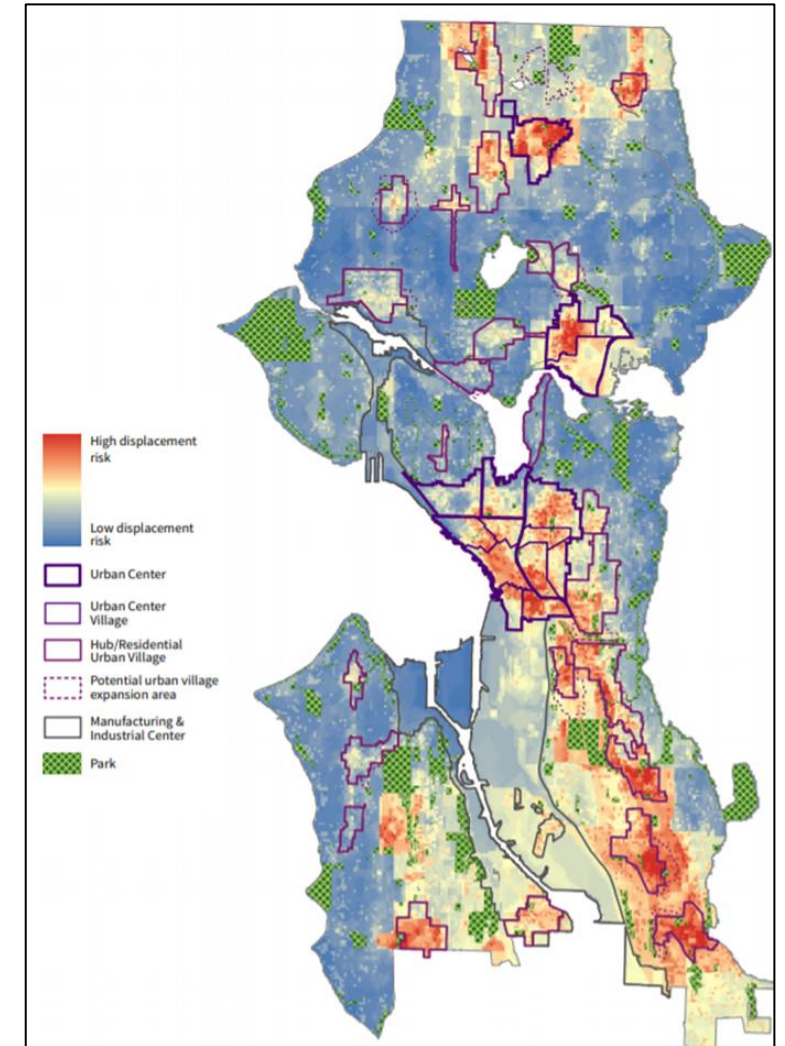 High displacement
risk
Low displacement
risk
Urban Center
Urban Center
Village
Hub/Residential
Urban Village
Potential urban village
expansion area
Manufacturing &
Industrial Center
Park